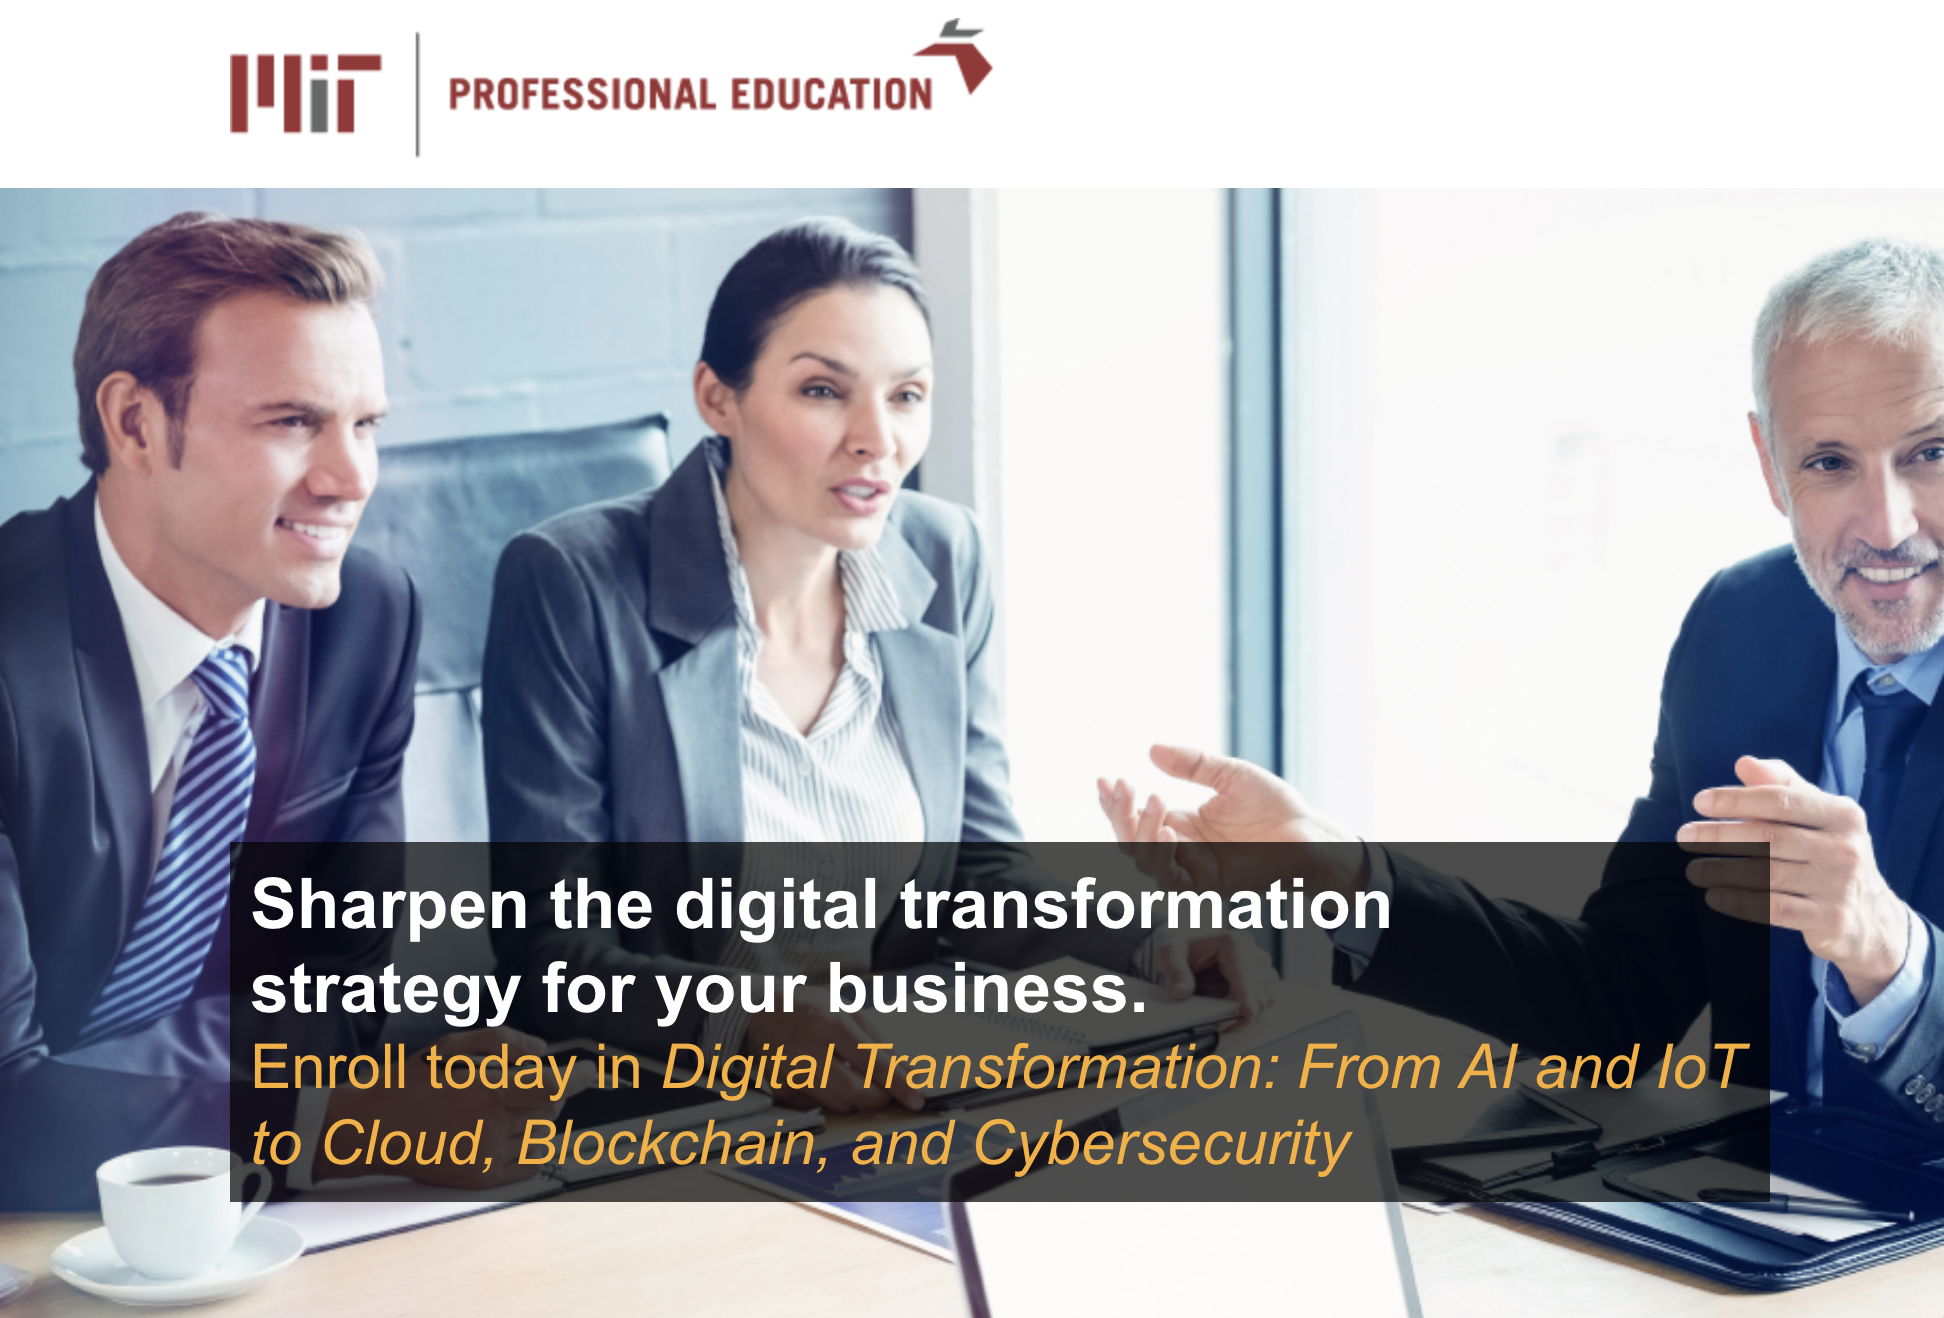 MIT
PROFESSIONAL EDUCATION
Sharpen the digital transformation
strategy for your business.
Enroll today in Digital Transformation: From AI and IoT
to Cloud, Blockchain, and Cybersecurity